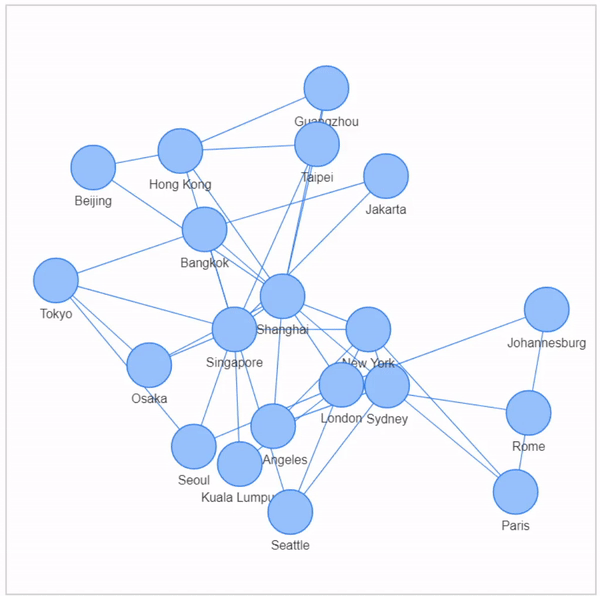 Guangzhou
Taipei
Hong Kong
Beijing
Jakarta
Bangkok
Tokyo
Shanghai
Johannesburg
Singapore
New York
Osaka
London
Sydney
Rome
Angeles
Seoul
Kuala Lumpu
Paris
Seattle